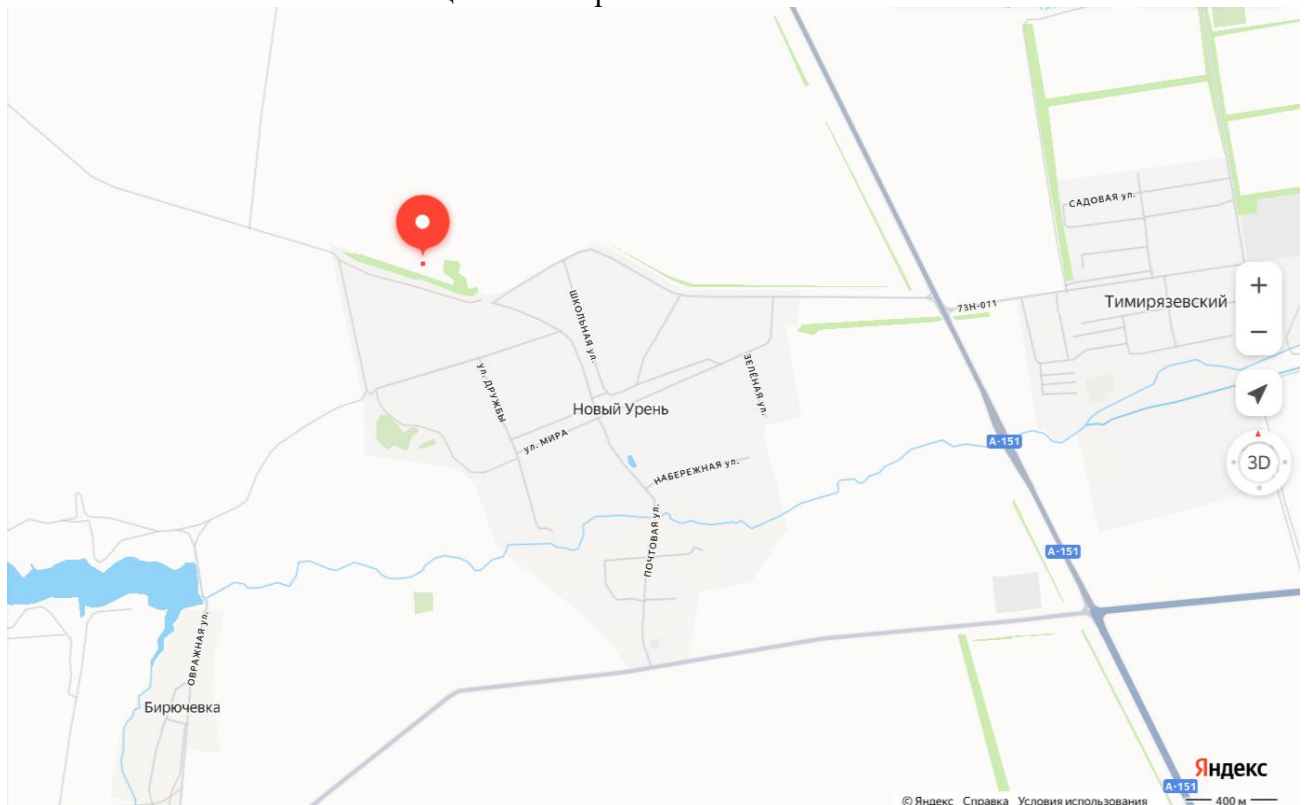 САДОВАЯ ул.
Тимирязевский
73Н-011
ШКОЛЬНАЯ ул.
ул. ДРУЖБЫ
ЗЕЛЁНАЯ ул.
Новый Урень
ул. МИРА
А-151
3D
НАБЕРЕЖНАЯ ул.
ПОЧТОВАЯ ул.
А-151
ОВРАЖНАЯ ул.
Бирючевка
Яндекс
А-151
© Яндекс Справка Условия использования 400 м